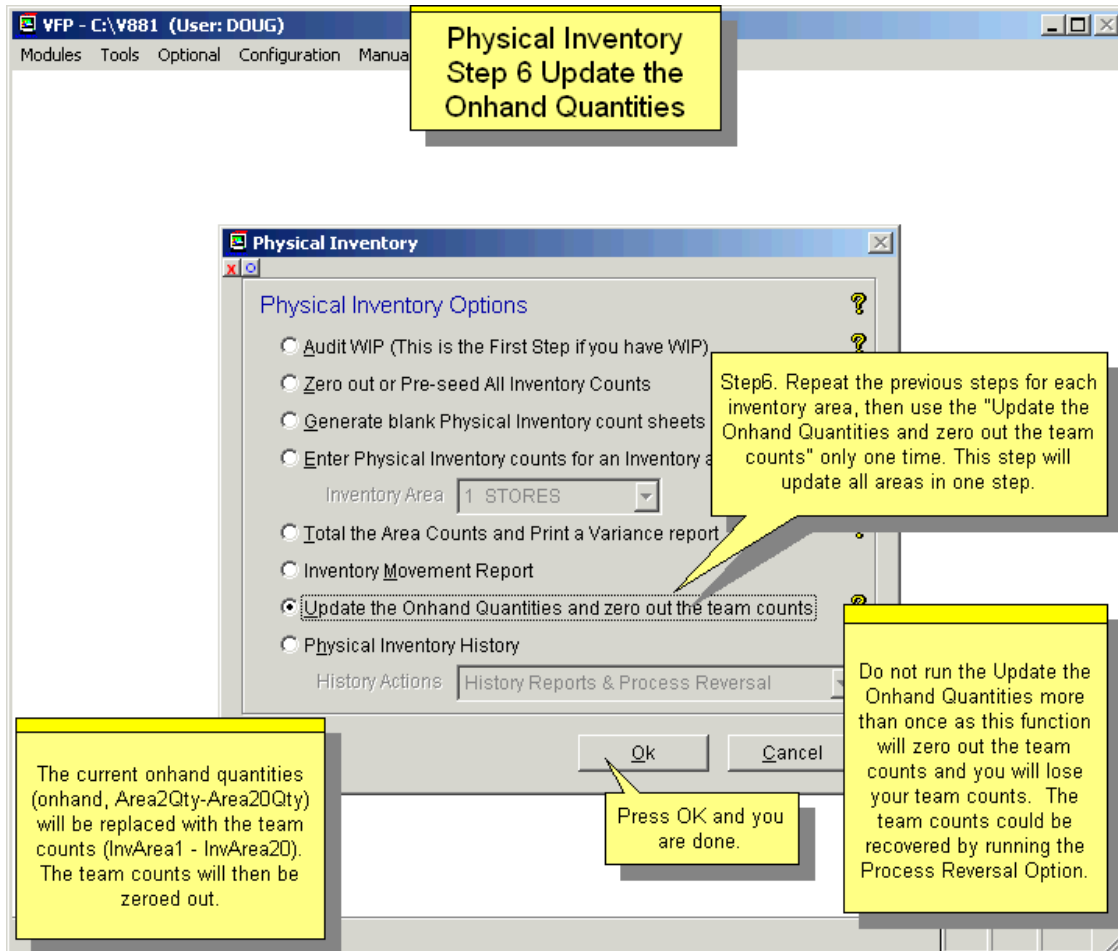 VFP - C:\V881 (User: DOUG)
Modules Tools Optional Configuration Manua
Physical Inventory
Step 6 Update the
Onhand Quantities
Physical Inventory
Physical Inventory Options
Audit WIP (This is the First Step if you have WIP)
Zero out or Pre-seed All Inventory Counts
Generate blank Physical Inventory count sheets
Enter Physical Inventory counts for an Inventory a
Inventory Area 1 STORES
Total the Area Counts and Print a Variance report
Inventory Movement Report
Update the Onhand Quantities and zero out the team counts
Physical Inventory History
History Actions History Reports & Process Reversal
Ok Cancel
Step6. Repeat the previous steps for each
inventory area, then use the "Update the
Onhand Quantities and zero out the team
counts" only one time. This step will
update all areas in one step.
Do not run the Update the
Onhand Quantities more
than once as this function
will zero out the team
counts and you will lose
your team counts. The
team counts could be
recovered by running the
Process Reversal Option.
The current onhand quantities
(onhand, Area2Qty-Area20Qty)
will be replaced with the team
counts (InvArea1 - InvArea20).
The team counts will then be
zeroed out.
Press OK and you
are done.